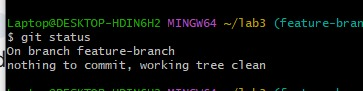 Laptop@DESKTOP-HDIN6H2 MINGW64 ~/lab3 (feature-bran
$ git status
On branch feature-branch
nothing to commit, working tree clean